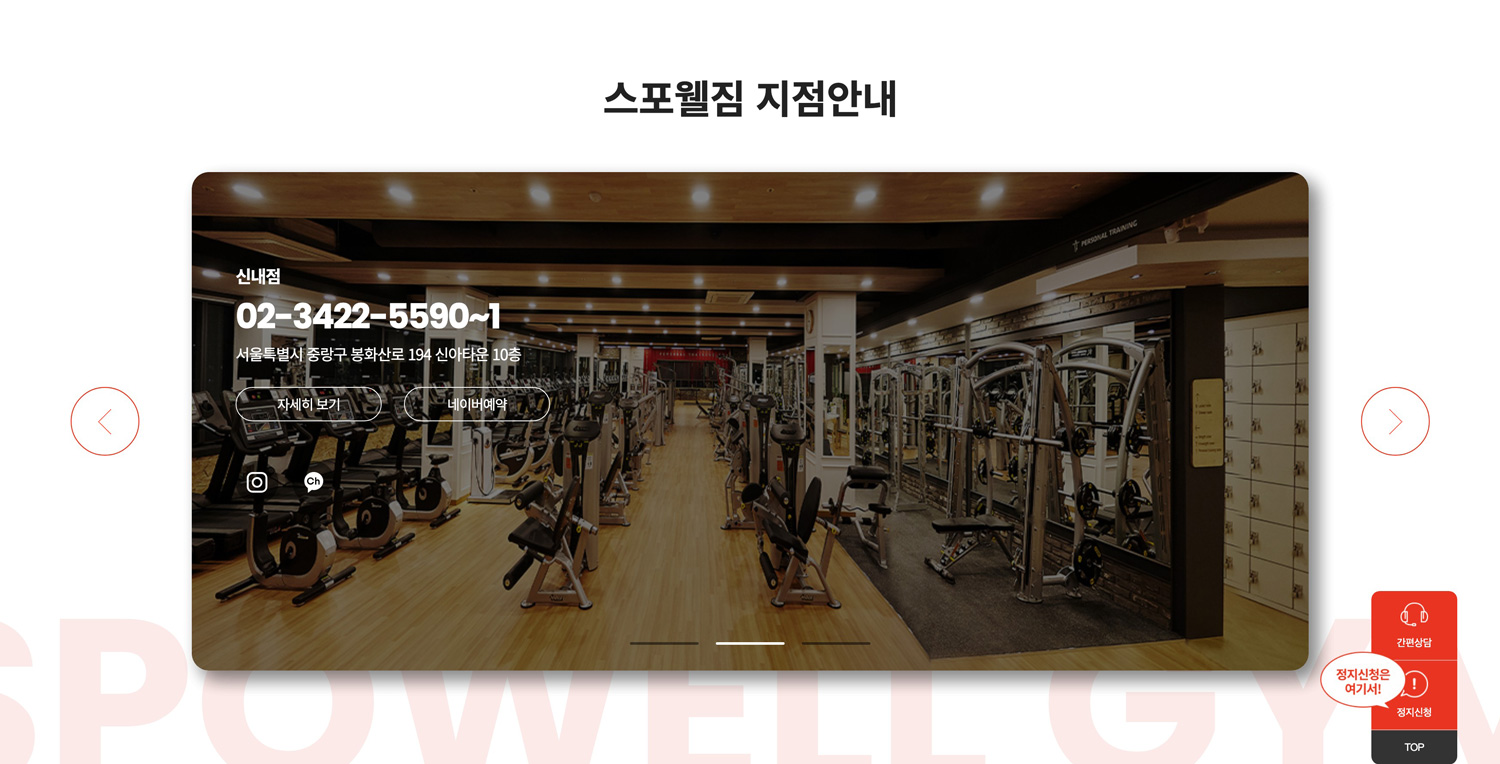 스포웰짐 지점안내
PERSONAL TRAINING
신내점
02-3422-5590~1
서울특별시 중랑구 봉화산로 194 신아타운 10층
자세히 보기
네이버예약
Ch
간편상담
정지신청은
여기서!
정지신청
TOP
SPOWELL GYM